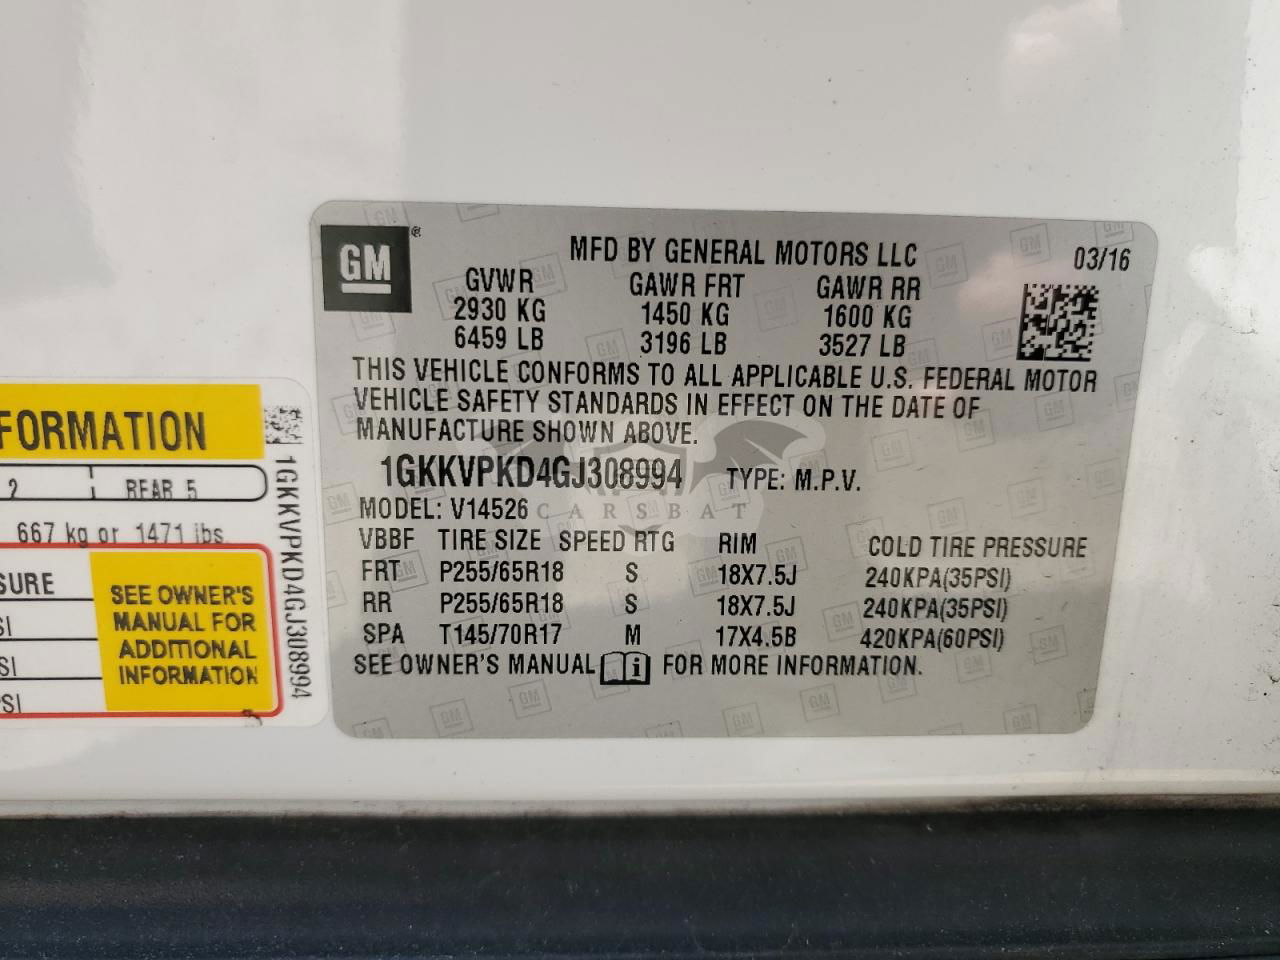 GM
MFD BY GENERAL MOTORS LLC 03/16
GVWR GAWR FRT GAWR RR
2930 KG 1450 KG 1600 KG
6459 LB 3196 LB 3527 LB
THIS VEHICLE CONFORMS TO ALL APPLICABLE U.S. FEDERAL MOTOR
VEHICLE SAFETY STANDARDS IN EFFECT ON THE DATE OF
MANUFACTURE SHOWN ABOVE.
1GKKVPKD4GJ308994 TYPE: M.P.V.
MODEL: V14526
CARSBAT
VBBF TIRE SIZE SPEED RTG RIM COLD TIRE PRESSURE
FRT P255/65R18 S 18X7.5J 240KPA(35PSI)
RR P255/65R18 S 18X7.5J 240KPA(35PSI)
SPA T145/70R17 M 17X4.5B 420KPA(60PSI)
SEE OWNER'S MANUAL i FOR MORE INFORMATION.
FORMATION
2 REAR 5
667 kg or 1471 lbs.
SURE
SI
SI
PSI
SEE OWNER'S
MANUAL FOR
ADDITIONAL
INFORMATION
1GKKVPKD4GJ308994